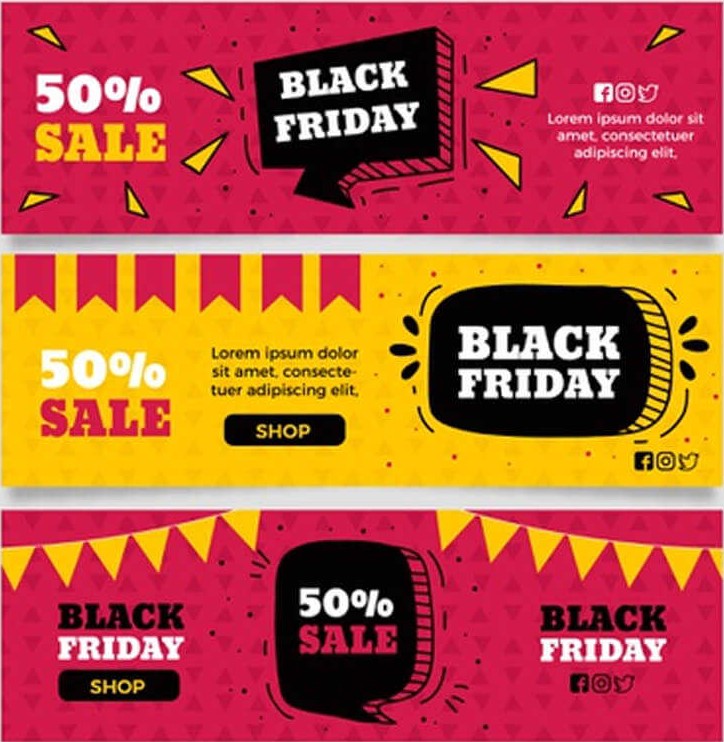 50%
SALE
BLACK
FRIDAY
Lorem ipsum dolor sit
amet, consectetuer
adipiscing elit,
50%
SALE
Lorem ipsum dolor
sit amet, consecte-
tuer adipiscing elit,
SHOP
BLACK
FRIDAY
BLACK
FRIDAY
SHOP
50%
SALE
BLACK
FRIDAY